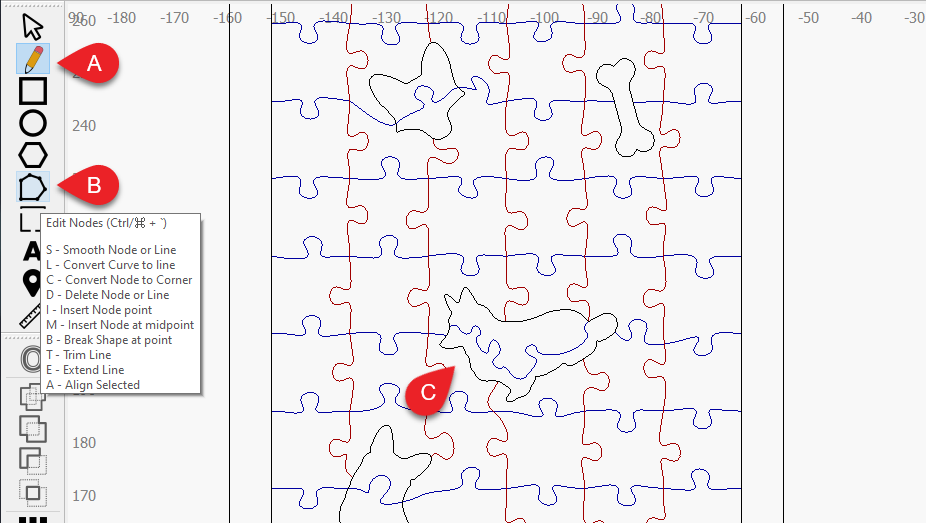 260 90 -180 -170 -160 -150 -140 -130 -120 -110 -100 -90 -80 -70 -60 -50 -40 -30
A
240
B
Edit Nodes (Ctrl/⌘ + `)
S - Smooth Node or Line
L - Convert Curve to line
C - Convert Node to Corner
D - Delete Node or Line
I - Insert Node point
M - Insert Node at midpoint
B - Break Shape at point
T - Trim Line
E - Extend Line
A - Align Selected
A
C
180
170